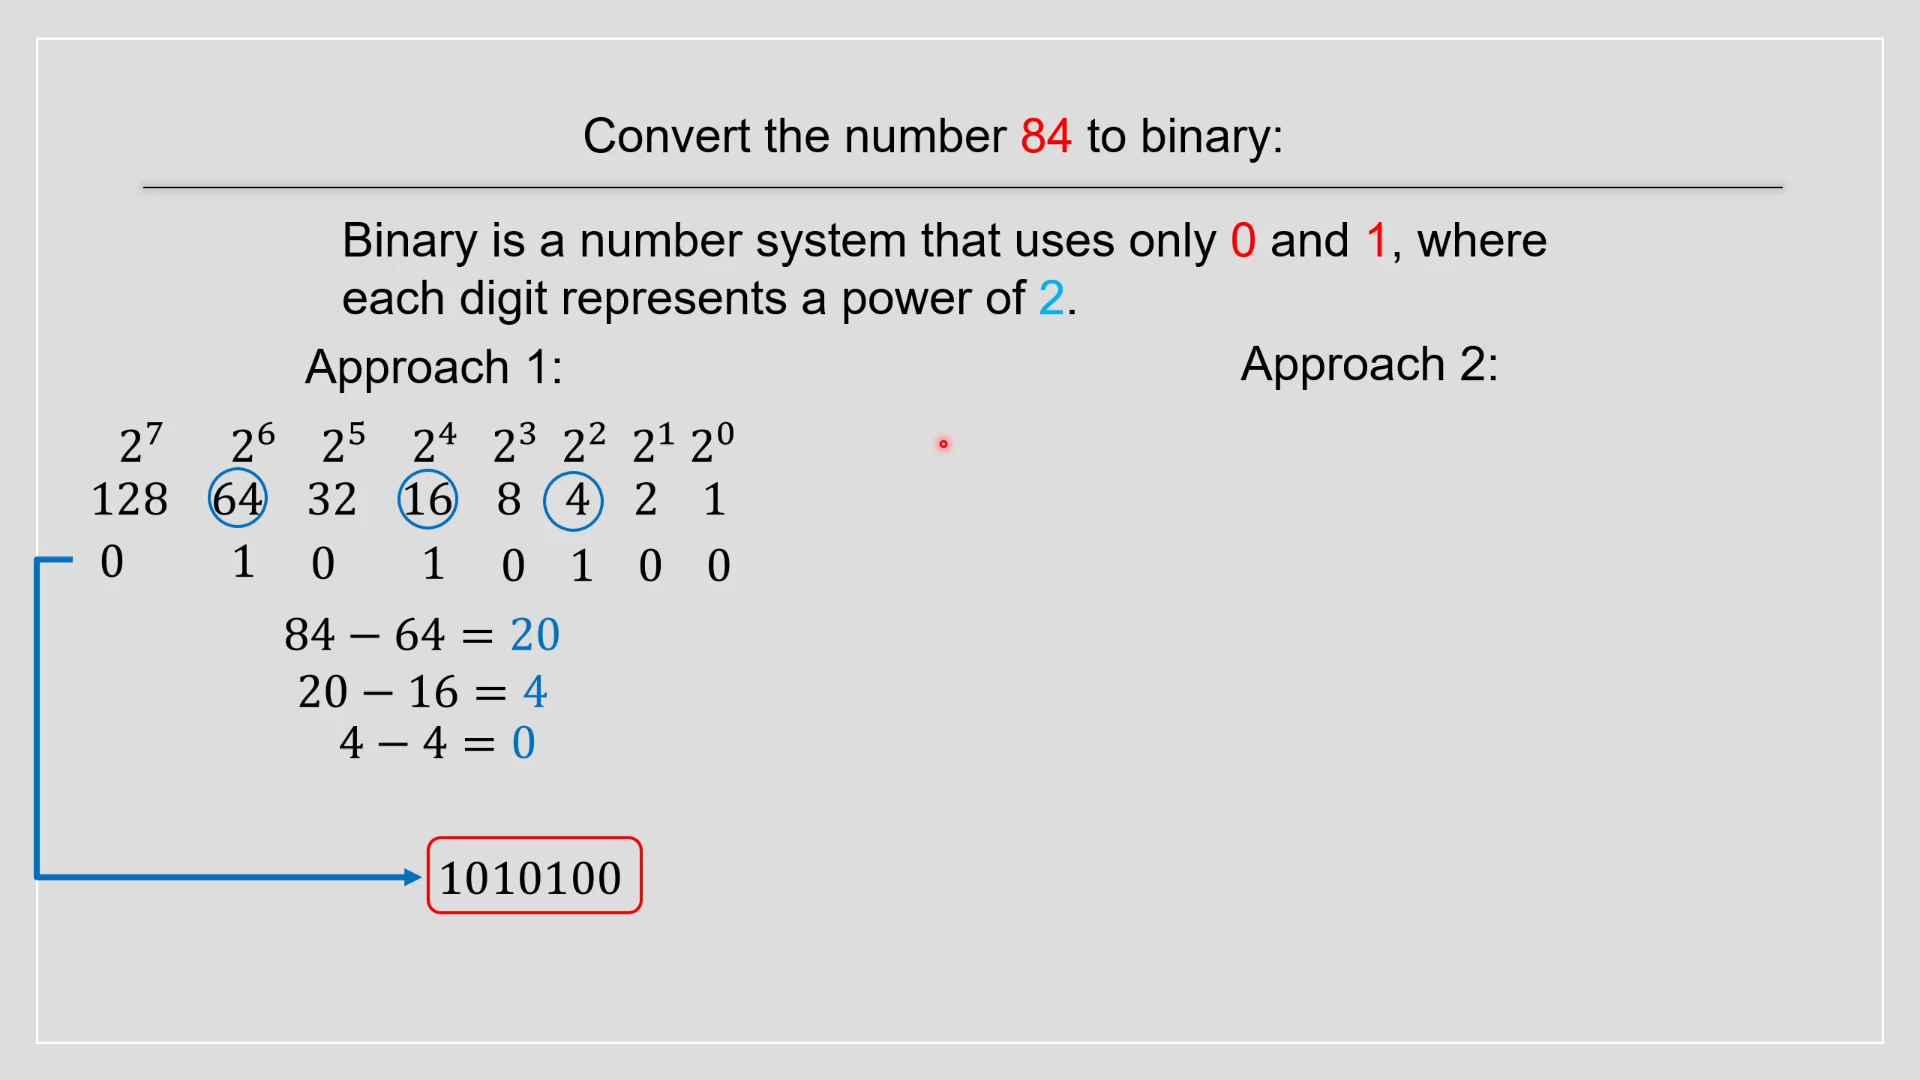 Convert the number 84 to binary:
Binary is a number system that uses only 0 and 1, where
each digit represents a power of 2.
Approach 1:
2⁷ 2⁶ 2⁵ 2⁴ 2³ 2² 2¹ 2⁰
128 64 32 16 8 4 2 1
0 1 0 1 0 1 0 0
84 − 64 = 20
20 − 16 = 4
4 − 4 = 0
1010100
Approach 2: